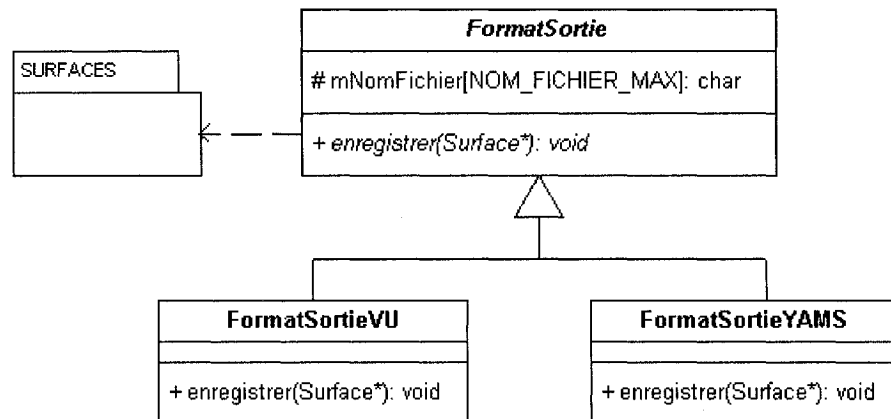 FormatSortie
SURFACES
# mNomFichier[NOM_FICHIER_MAX]: char
+ enregistrer(Surface*): void
FormatSortieVU
+ enregistrer(Surface*): void
FormatSortieYAMS
+ enregistrer(Surface*): void